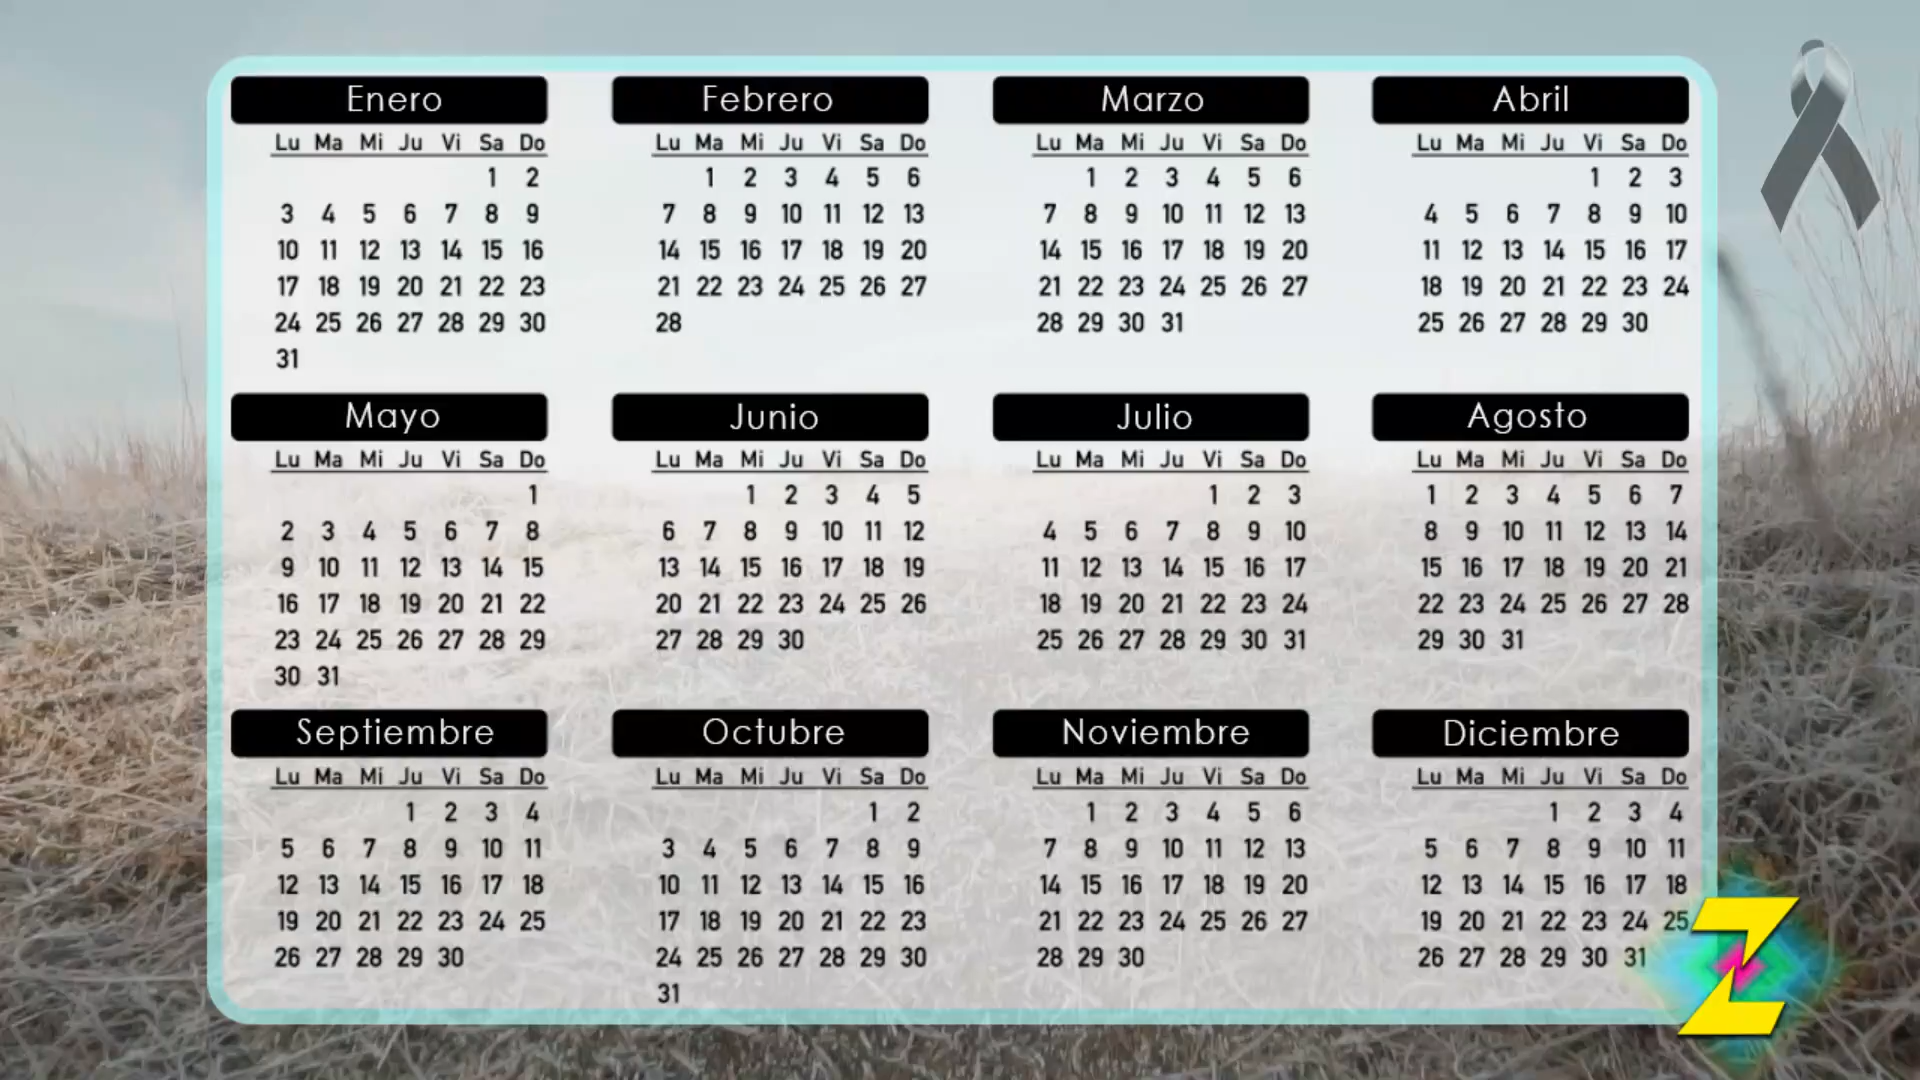 Enero
Lu Ma Mi Ju Vi Sa Do
1 2
3 4 5 6 7 8 9
10 11 12 13 14 15 16
17 18 19 20 21 22 23
24 25 26 27 28 29 30
31
Febrero
Lu Ma Mi Ju Vi Sa Do
1 2 3 4 5 6
7 8 9 10 11 12 13
14 15 16 17 18 19 20
21 22 23 24 25 26 27
28
Marzo
Lu Ma Mi Ju Vi Sa Do
1 2 3 4 5 6
7 8 9 10 11 12 13
14 15 16 17 18 19 20
21 22 23 24 25 26 27
28 29 30 31
Abril
Lu Ma Mi Ju Vi Sa Do
1 2 3
4 5 6 7 8 9 10
11 12 13 14 15 16 17
18 19 20 21 22 23 24
25 26 27 28 29 30
Mayo
Lu Ma Mi Ju Vi Sa Do
1
2 3 4 5 6 7 8
9 10 11 12 13 14 15
16 17 18 19 20 21 22
23 24 25 26 27 28 29
30 31
Junio
Lu Ma Mi Ju Vi Sa Do
1 2 3 4 5
6 7 8 9 10 11 12
13 14 15 16 17 18 19
20 21 22 23 24 25 26
27 28 29 30
Julio
Lu Ma Mi Ju Vi Sa Do
1 2 3
4 5 6 7 8 9 10
11 12 13 14 15 16 17
18 19 20 21 22 23 24
25 26 27 28 29 30 31
Agosto
Lu Ma Mi Ju Vi Sa Do
1 2 3 4 5 6 7
8 9 10 11 12 13 14
15 16 17 18 19 20 21
22 23 24 25 26 27 28
29 30 31
Septiembre
Lu Ma Mi Ju Vi Sa Do
1 2 3 4
5 6 7 8 9 10 11
12 13 14 15 16 17 18
19 20 21 22 23 24 25
26 27 28 29 30
Octubre
Lu Ma Mi Ju Vi Sa Do
1 2
3 4 5 6 7 8 9
10 11 12 13 14 15 16
17 18 19 20 21 22 23
24 25 26 27 28 29 30
31
Noviembre
Lu Ma Mi Ju Vi Sa Do
1 2 3 4 5 6
7 8 9 10 11 12 13
14 15 16 17 18 19 20
21 22 23 24 25 26 27
28 29 30
Diciembre
Lu Ma Mi Ju Vi Sa Do
1 2 3 4
5 6 7 8 9 10 11
12 13 14 15 16 17 18
19 20 21 22 23 24 25
26 27 28 29 30 31
Z